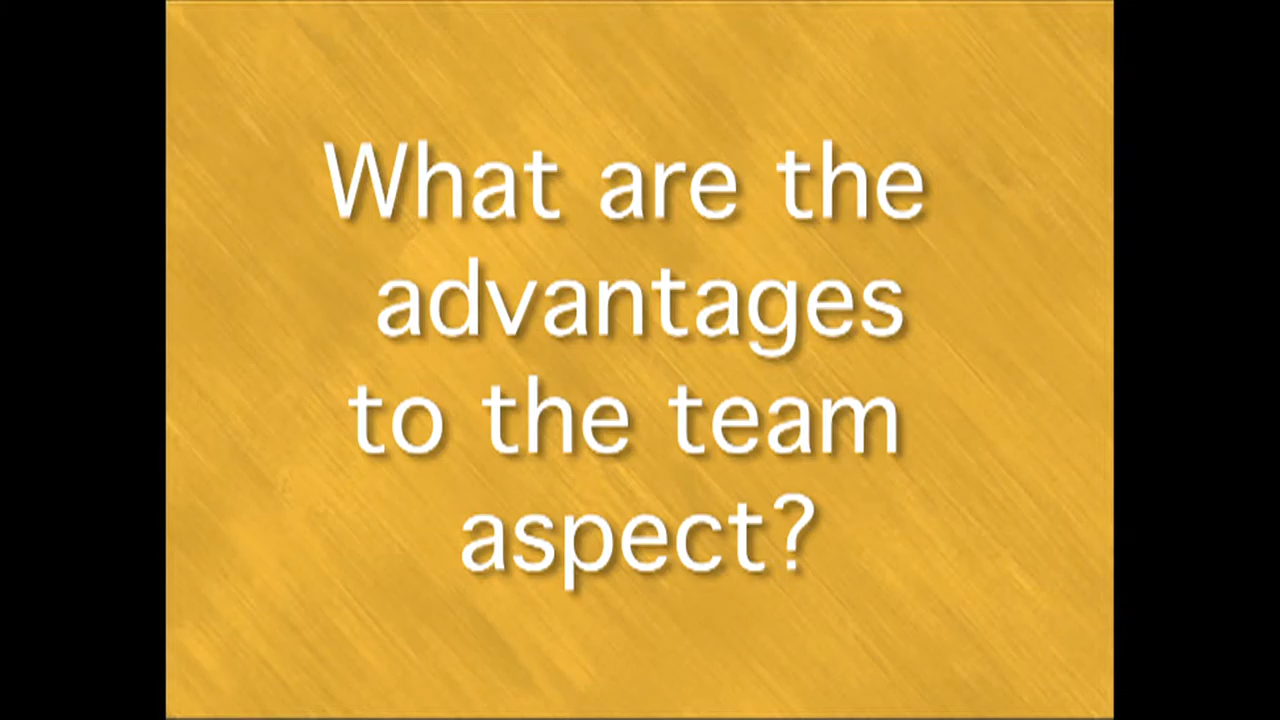 What are the
advantages
to the team
aspect?